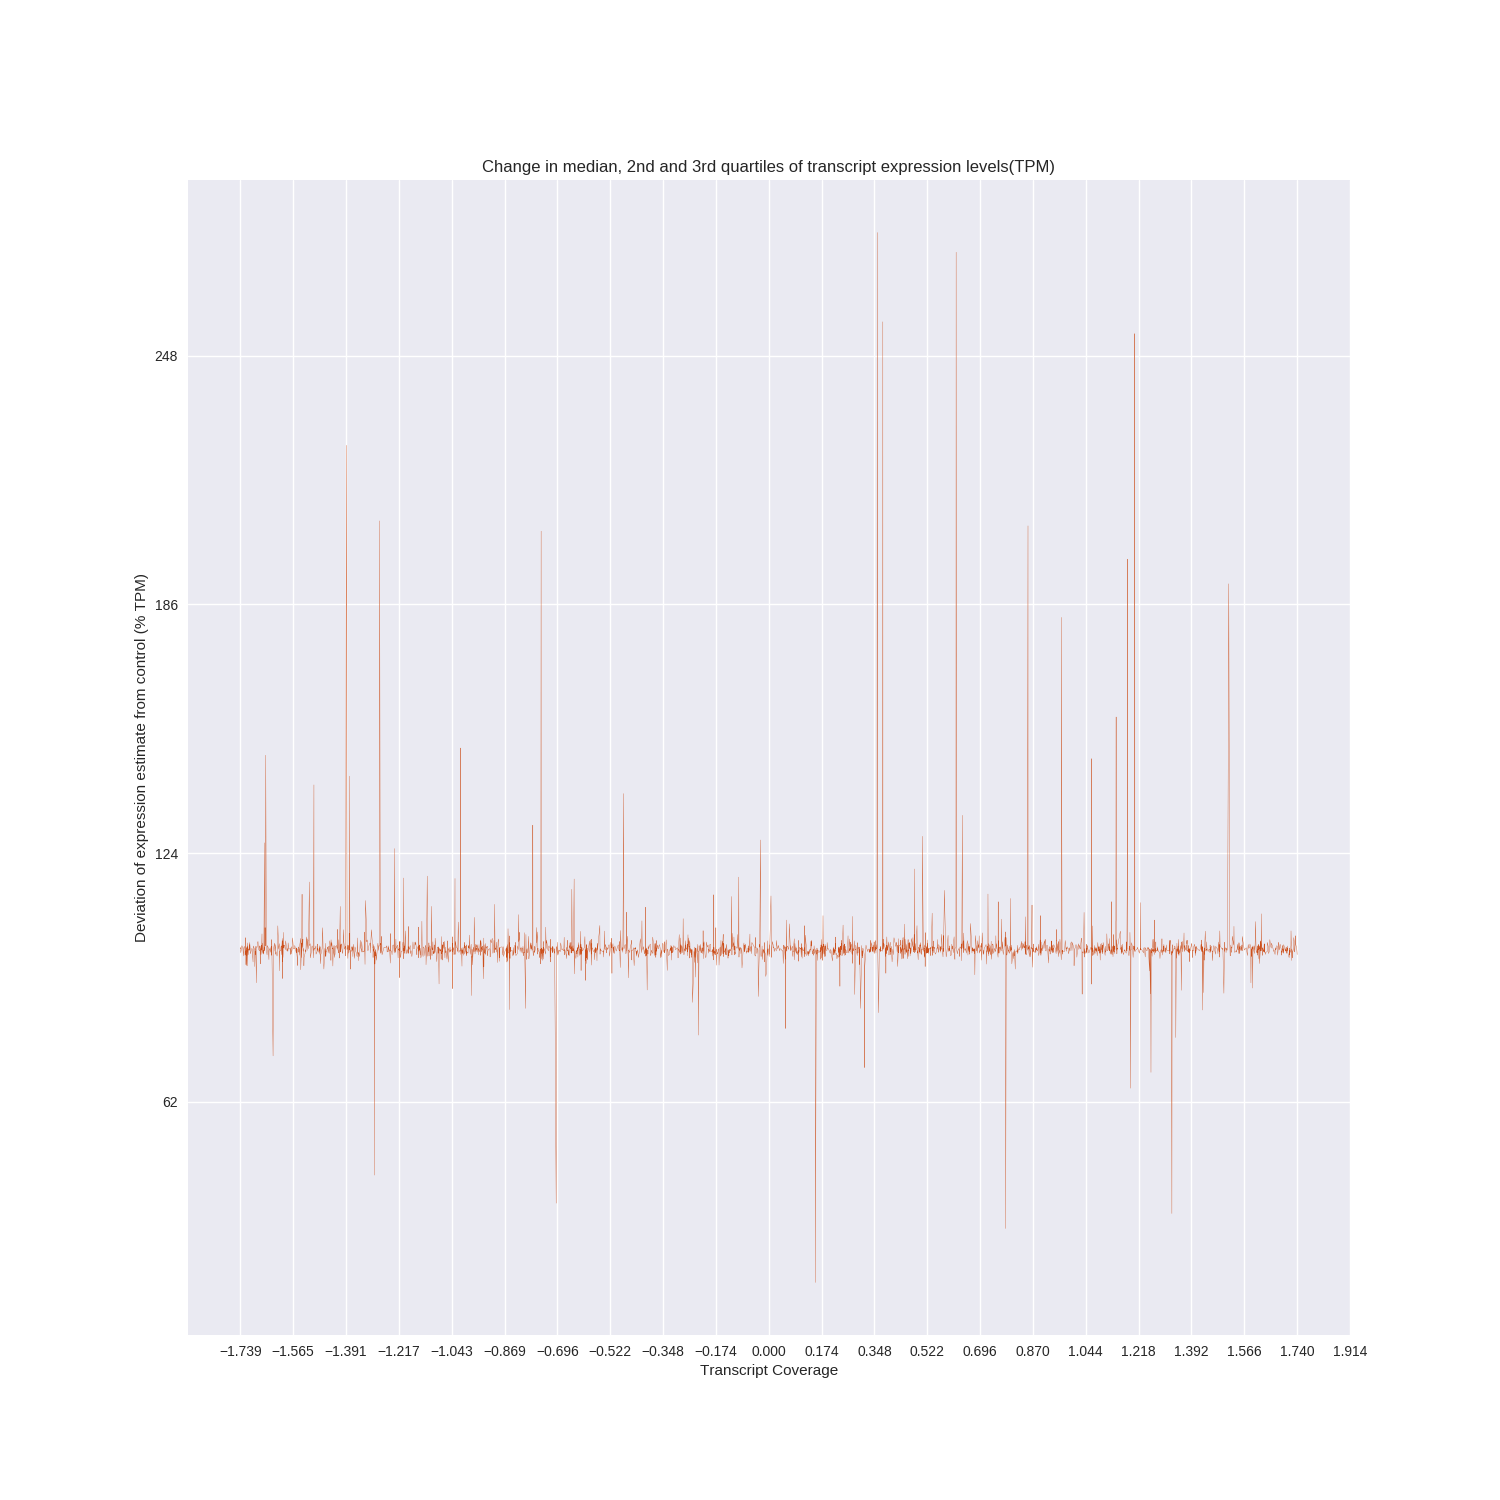 Change in median, 2nd and 3rd quartiles of transcript expression levels(TPM)
Deviation of expression estimate from control (% TPM)
248
186
124
62
−1.739 −1.565 −1.391 −1.217 −1.043 −0.869 −0.696 −0.522 −0.348 −0.174 0.000 0.174 0.348 0.522 0.696 0.870 1.044 1.218 1.392 1.566 1.740 1.914
Transcript Coverage